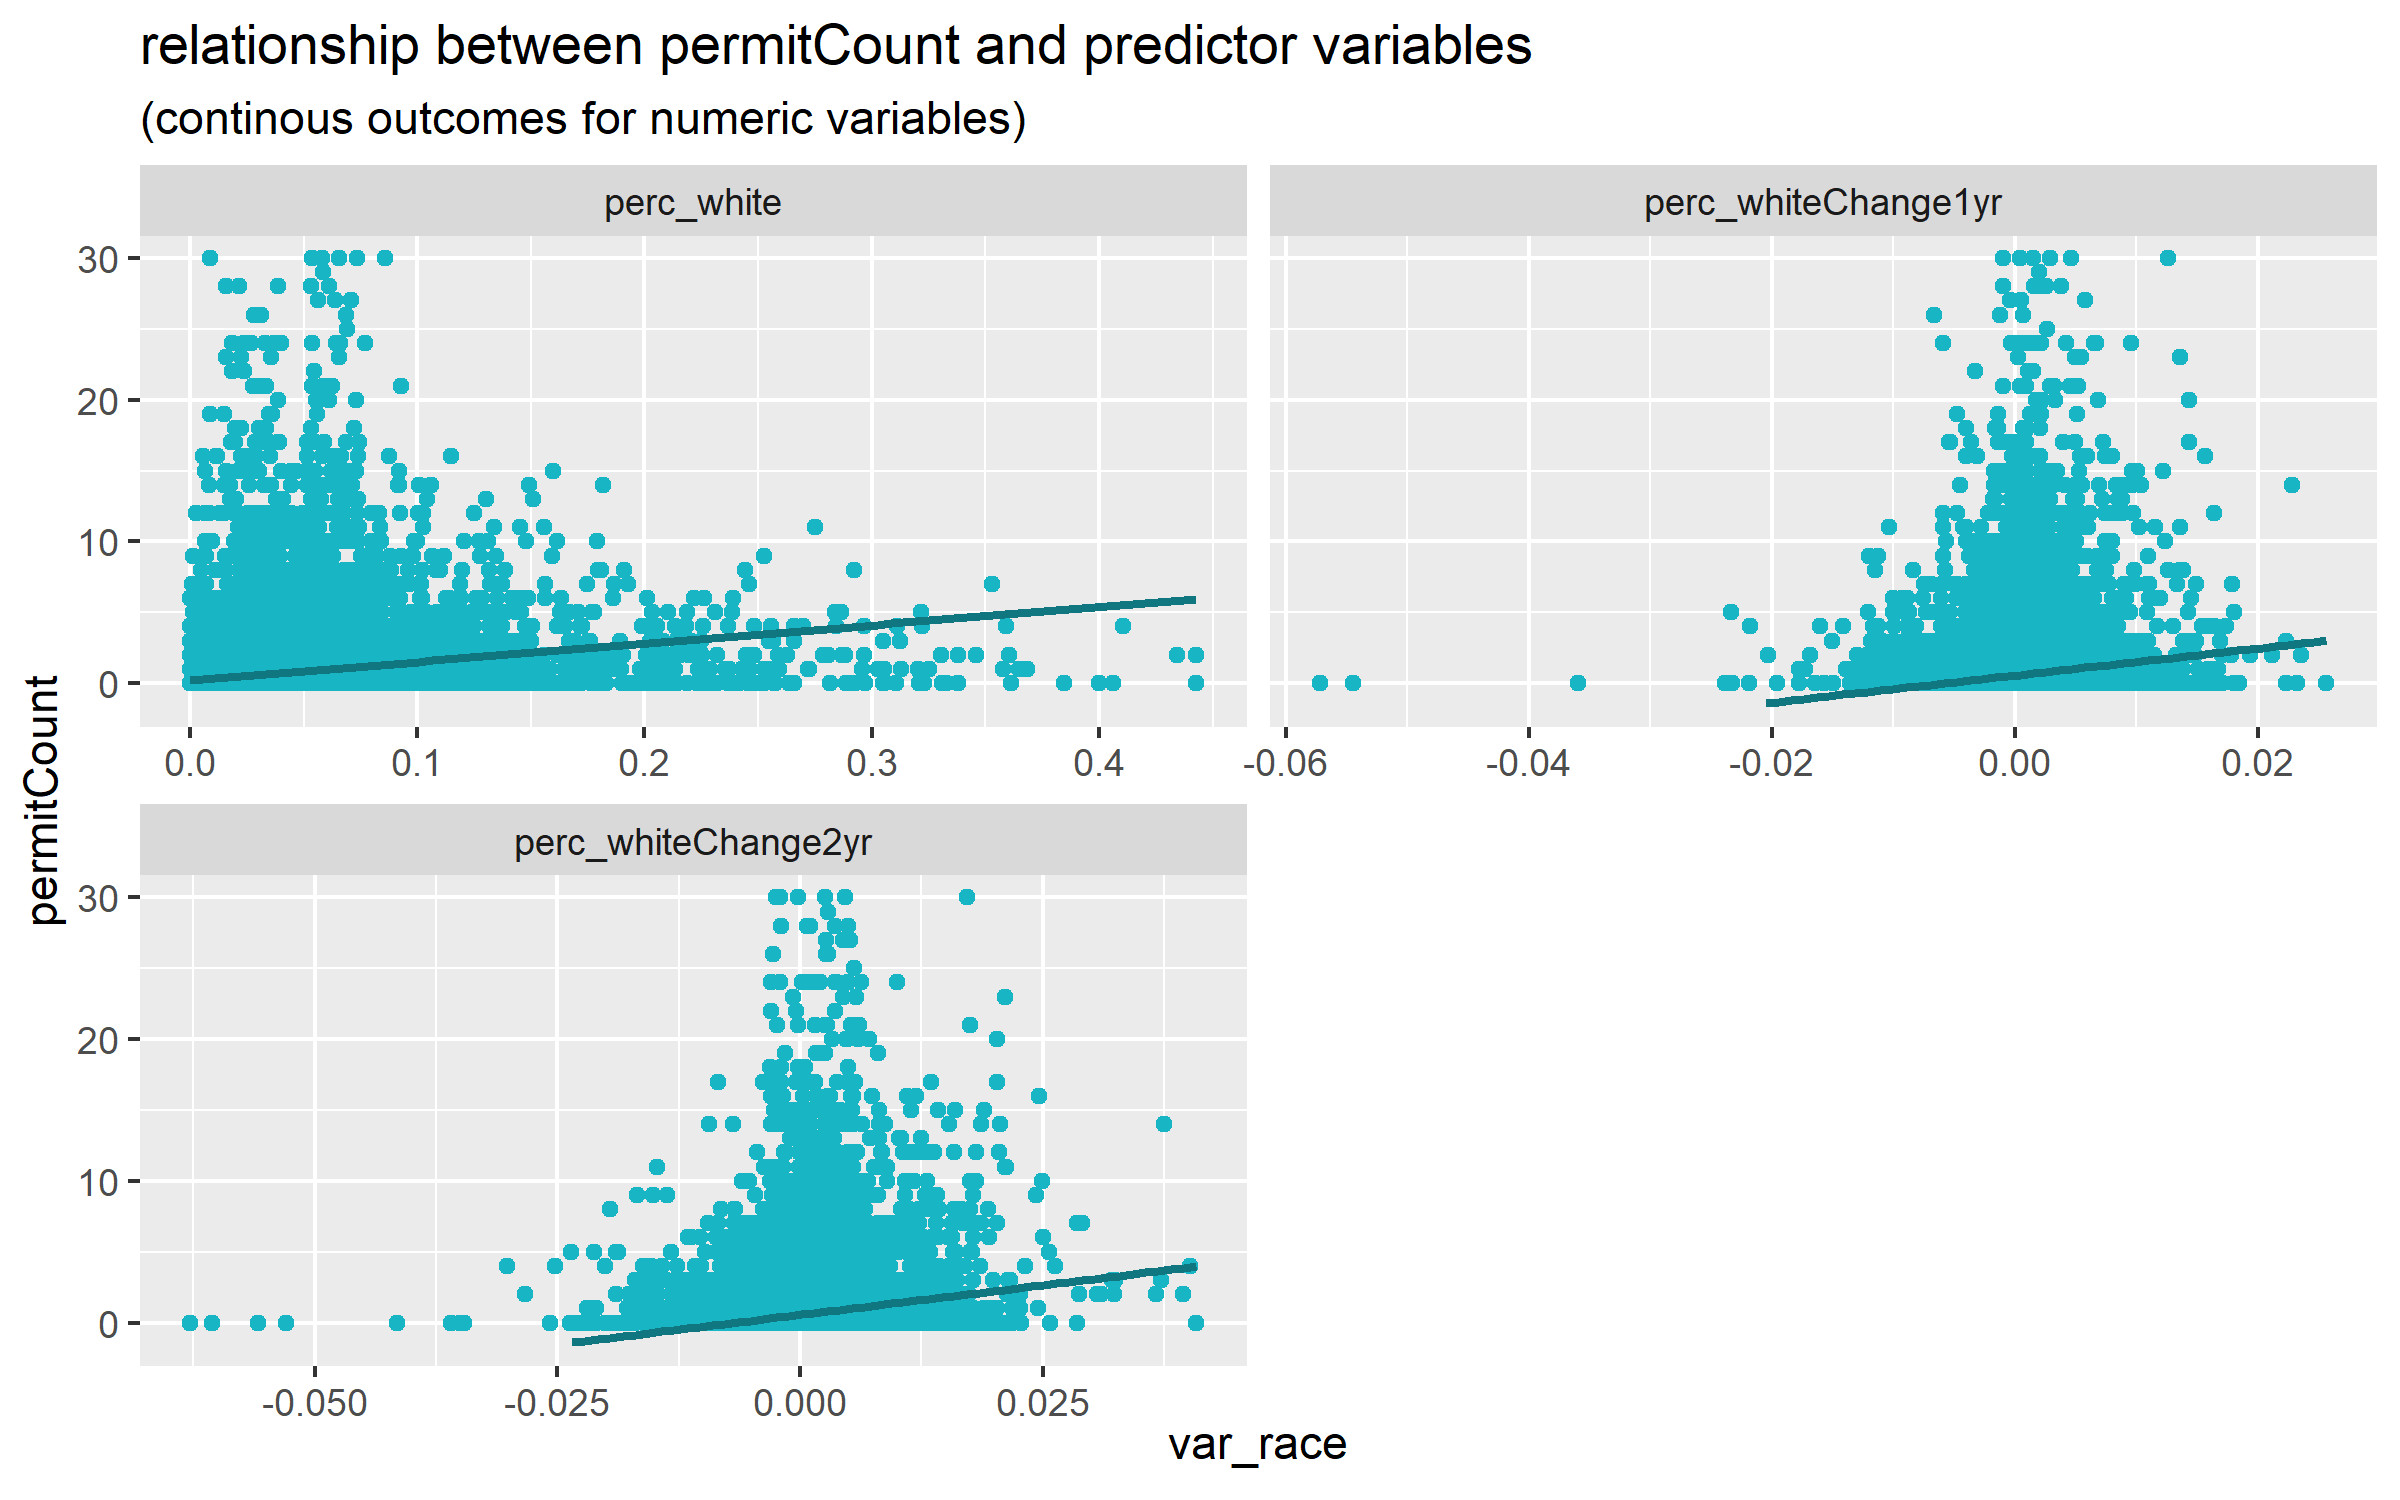 relationship between permitCount and predictor variables
(continous outcomes for numeric variables)
perc_white
perc_whiteChange1yr
30
20
10
0
0.0 0.1 0.2 0.3 0.4
-0.06 -0.04 -0.02 0.00 0.02
perc_whiteChange2yr
permitCount
30
20
10
0
-0.050 -0.025 0.000 0.025
var_race